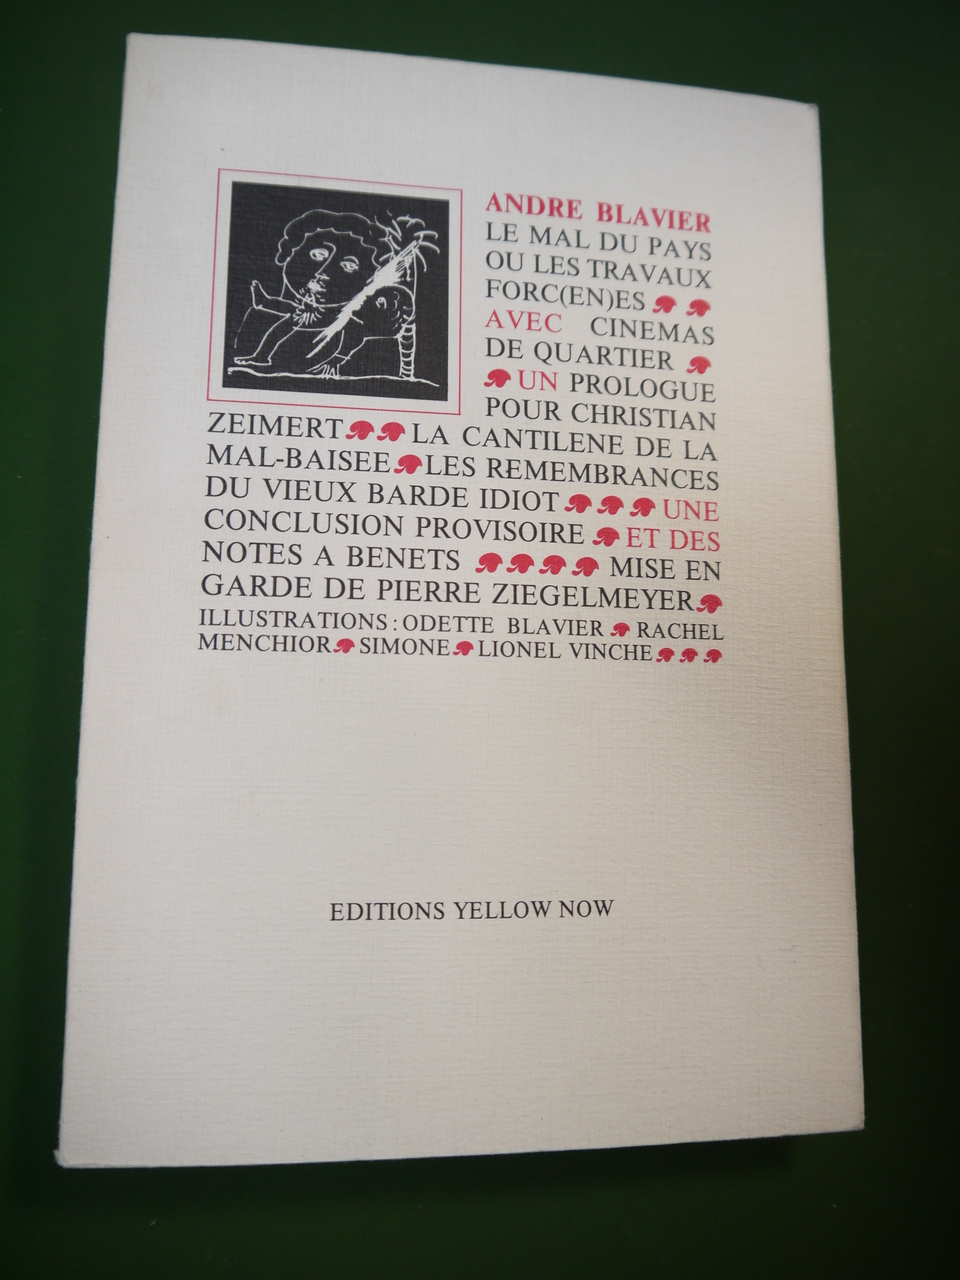 ANDRE BLAVIER
LE MAL DU PAYS
OU LES TRAVAUX
FORC(EN)ES
AVEC CINEMAS
DE QUARTIER
UN PROLOGUE
POUR CHRISTIAN
ZEIMERT LA CANTILENE DE LA
MAL-BAISEE LES REMEMBRANCES
DU VIEUX BARDE IDIOT UNE
CONCLUSION PROVISOIRE ET DES
NOTES A BENETS MISE EN
GARDE DE PIERRE ZIEGELMEYER
ILLUSTRATIONS : ODETTE BLAVIER RACHEL
MENCHIOR SIMONE LIONEL VINCHE
EDITIONS YELLOW NOW